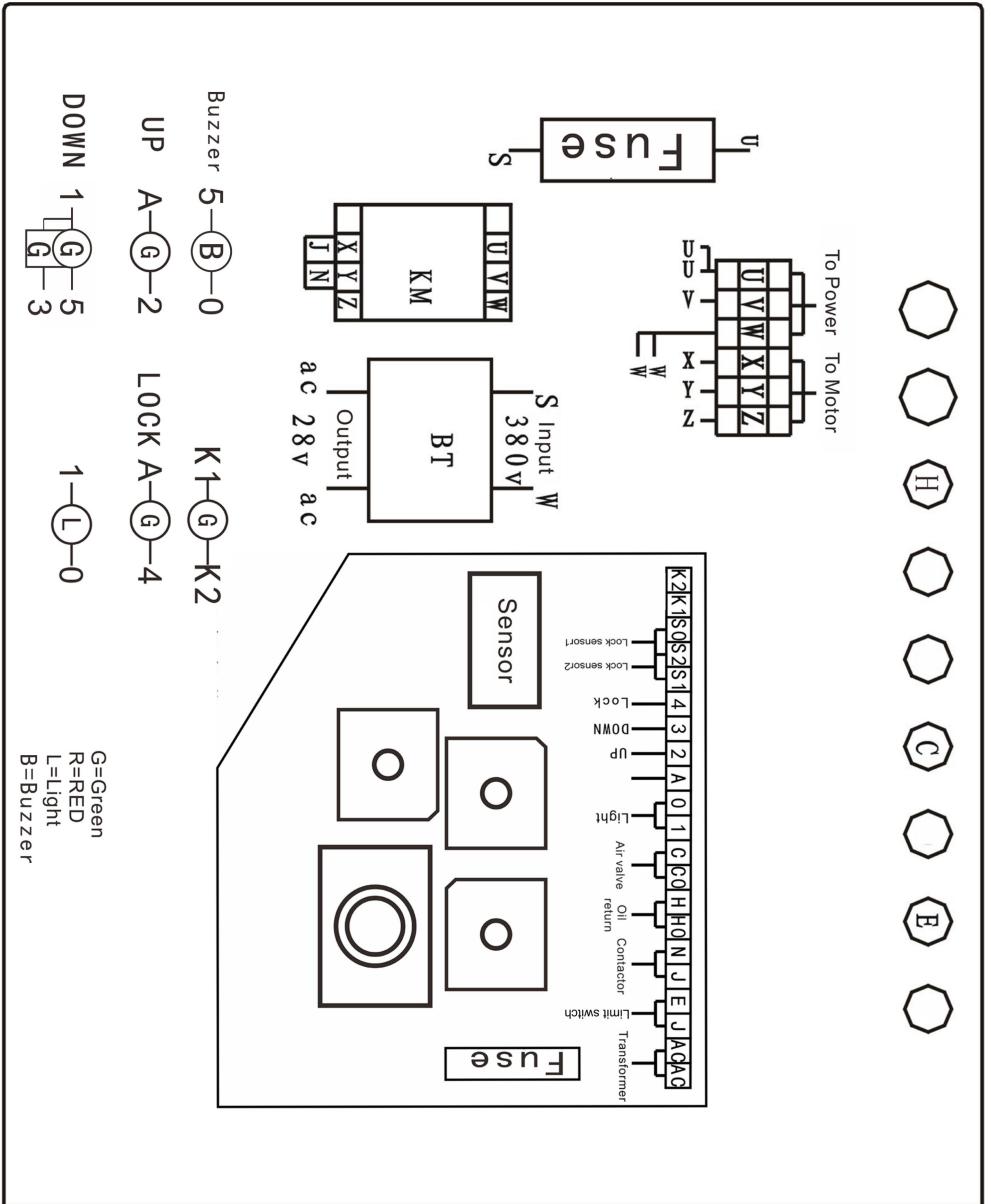 H C E
To Power To Motor
U V W X Y Z
U U V W W X Y Z
U
Fuse
S
U V W
KM
X Y Z
J N
S Input W
380v
BT
Output
ac 28v ac
K2 K1 S0 S2 S1 4 3 2 A 0 1 C CO H HO N J E J AC AC
Lock sensor1
Lock sensor2
Lock
DOWN
UP
Light
Air valve
Oil
return
Contactor
Limit switch
Transformer
Sensor
Fuse
Buzzer 5 B 0
K1 G K2
UP A G 2
LOCK A G 4
DOWN 1 G 5
G 3
1 L 0
G=Green
R=RED
L=Light
B=Buzzer